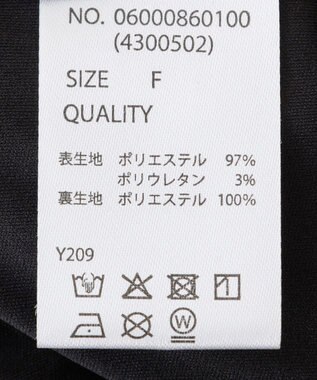 NO. 06000860100
(4300502)
SIZE F
QUALITY
表生地 ポリエステル 97%
ポリウレタン 3%
裏生地 ポリエステル 100%
Y209
W